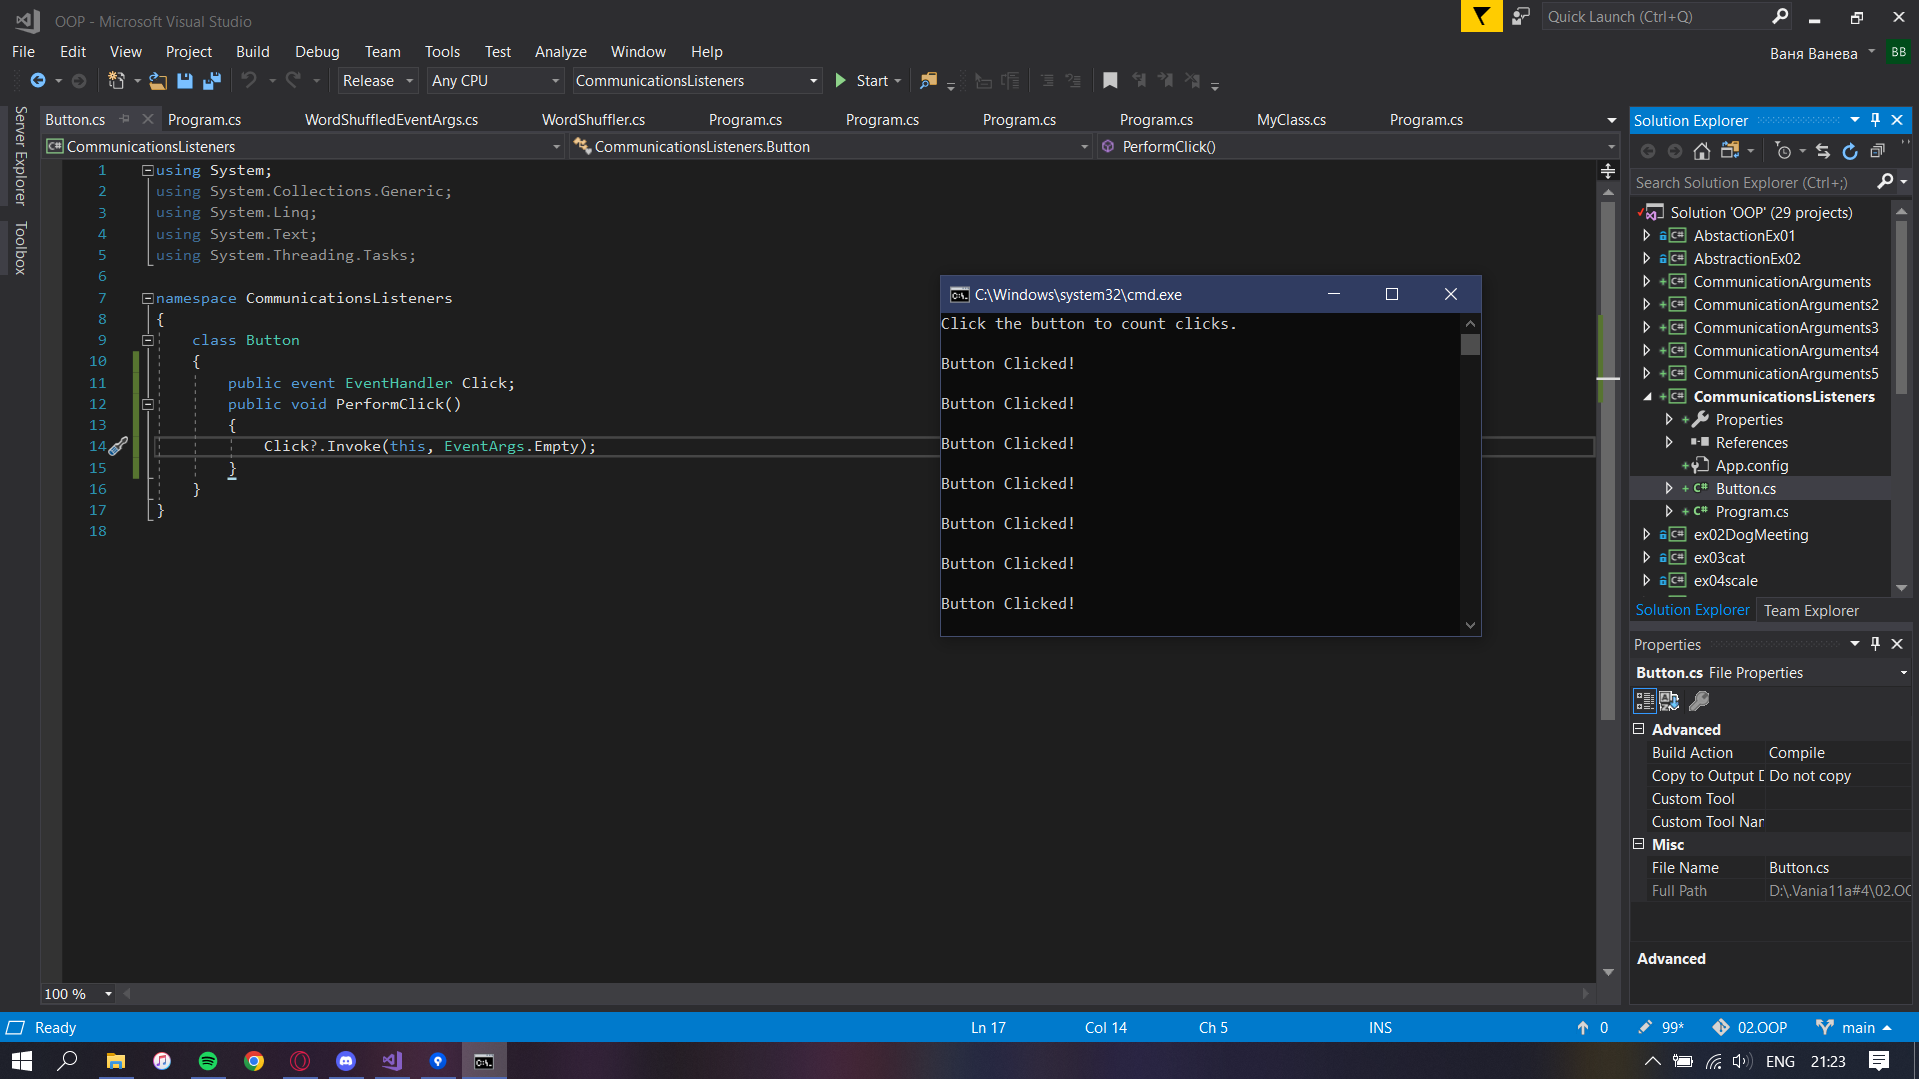 OOP - Microsoft Visual Studio
Quick Launch (Ctrl+Q)
File Edit View Project Build Debug Team Tools Test Analyze Window Help
Ваня Ванева
BB
Release Any CPU CommunicationsListeners Start
Server Explorer
Toolbox
Button.cs Program.cs WordShuffledEventArgs.cs WordShuffler.cs Program.cs Program.cs Program.cs Program.cs MyClass.cs Program.cs
CommunicationsListeners CommunicationsListeners.Button PerformClick()
1 using System;
2 using System.Collections.Generic;
3 using System.Linq;
4 using System.Text;
5 using System.Threading.Tasks;
6
7 namespace CommunicationsListeners
8 {
9 class Button
10 {
11 public event EventHandler Click;
12 public void PerformClick()
13 {
14 Click?.Invoke(this, EventArgs.Empty);
15 }
16 }
17 }
18
C:\Windows\system32\cmd.exe
Click the button to count clicks.
Button Clicked!
Button Clicked!
Button Clicked!
Button Clicked!
Button Clicked!
Button Clicked!
Button Clicked!
Solution Explorer
Search Solution Explorer (Ctrl+;)
Solution 'OOP' (29 projects)
C# AbstactionEx01
C# AbstractionEx02
C# CommunicationArguments
C# CommunicationArguments2
C# CommunicationArguments3
C# CommunicationArguments4
C# CommunicationArguments5
C# CommunicationsListeners
Properties
References
App.config
C# Button.cs
C# Program.cs
C# ex02DogMeeting
C# ex03cat
C# ex04scale
Solution Explorer Team Explorer
Properties
Button.cs File Properties
Advanced
Build Action Compile
Copy to Output D Do not copy
Custom Tool
Custom Tool Nar
Misc
File Name Button.cs
Full Path D:\.Vania11a#4\02.OC
Advanced
100 %
Ready Ln 17 Col 14 Ch 5 INS 0 99* 02.OOP main
ENG 21:23